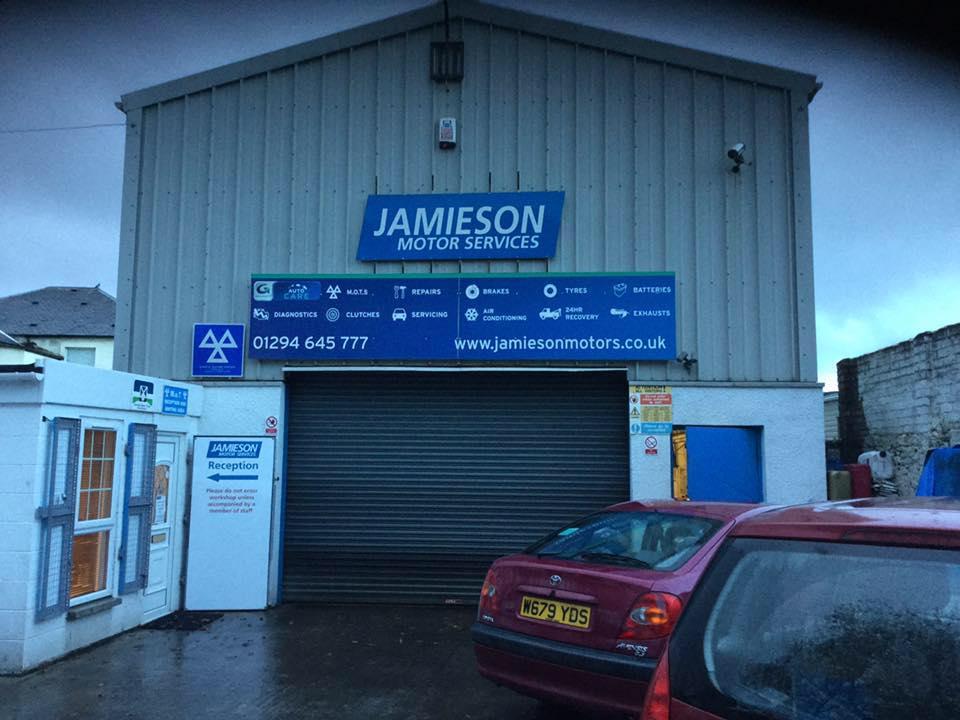 JAMIESON
MOTOR SERVICES
AUTO CARE
M.O.T.S
REPAIRS
BRAKES
TYRES
BATTERIES
DIAGNOSTICS
CLUTCHES
SERVICING
AIR CONDITIONING
24HR RECOVERY
EXHAUSTS
01294 645 777
www.jamiesonmotors.co.uk
JAMIESON
MOTOR SERVICES
Reception
Please do not enter
workshop unless
accompanied by a
member of staff
W679 YDS
AVENSIS